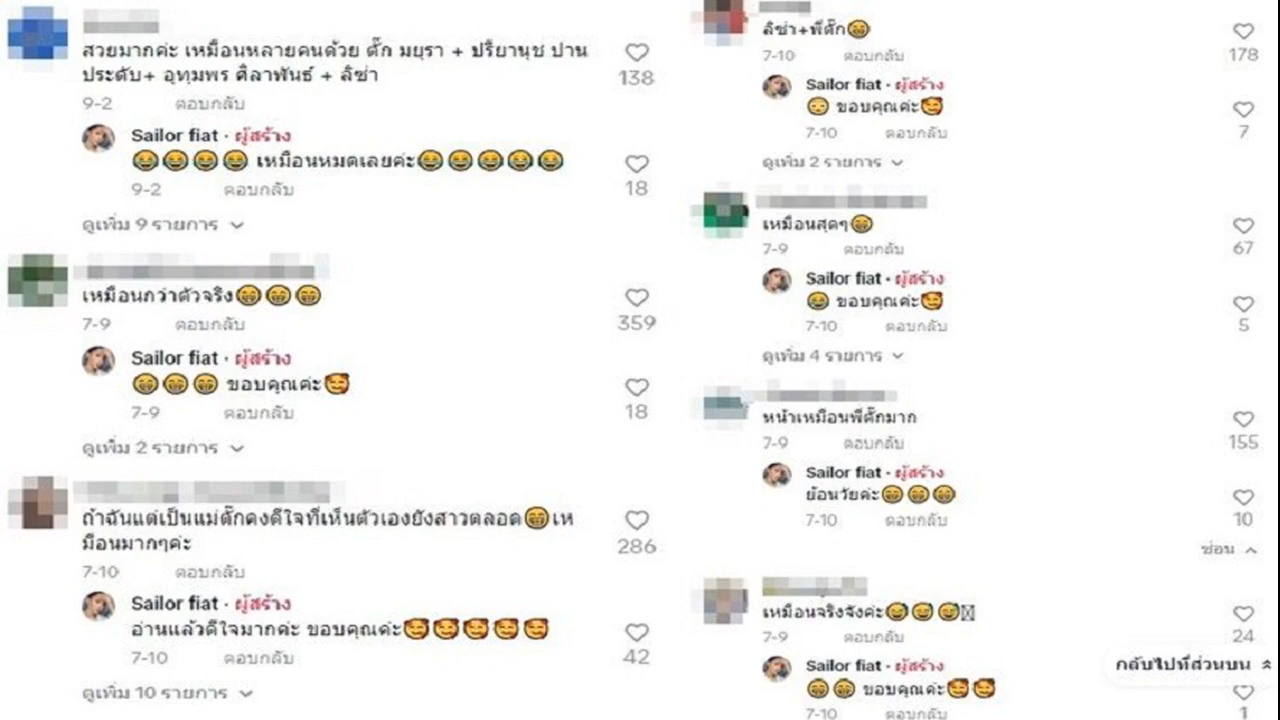 สวยมากค่ะ เหมือนหลายคนด้วย ตั๊ก มยุรา + ปรียานุช ปาน
ประดับ+ อุทุมพร ศิลาพันธ์ + ลิซ่า
138
9-2 ตอบกลับ
Sailor fiat · ผู้สร้าง
😂😂😂😂 เหมือนหมดเลยค่ะ😂😂😂😂😂
18
9-2 ตอบกลับ
ดูเพิ่ม 9 รายการ
เหมือนกว่าตัวจริง😁😁😁
359
7-9 ตอบกลับ
Sailor fiat · ผู้สร้าง
😁😁😁 ขอบคุณค่ะ🥰
18
7-9 ตอบกลับ
ดูเพิ่ม 2 รายการ
ถ้าฉันแต่เป็นแม่ตั๊กคงดีใจที่เห็นตัวเองยังสาวตลอด😁เห
มือนมากๆค่ะ
286
7-10 ตอบกลับ
Sailor fiat · ผู้สร้าง
อ่านแล้วดีใจมากค่ะ ขอบคุณค่ะ🥰🥰🥰🥰🥰
42
7-10 ตอบกลับ
ดูเพิ่ม 10 รายการ
ลิซ่า+พี่ตั๊ก😁
178
7-10 ตอบกลับ
Sailor fiat · ผู้สร้าง
😳 ขอบคุณค่ะ🥰
7
7-10 ตอบกลับ
ดูเพิ่ม 2 รายการ
เหมือนสุดๆ😁
67
7-9 ตอบกลับ
Sailor fiat · ผู้สร้าง
😂 ขอบคุณค่ะ🥰
5
7-10 ตอบกลับ
ดูเพิ่ม 4 รายการ
หน้าเหมือนพี่ตั๊กมาก
155
7-9 ตอบกลับ
Sailor fiat · ผู้สร้าง
ย้อนวัยค่ะ😁😁😁
10
7-10 ตอบกลับ
ซ่อน
เหมือนจริงจังค่ะ😅😅😅
24
7-9 ตอบกลับ
กลับไปที่ส่วนบน
Sailor fiat · ผู้สร้าง
😁😁 ขอบคุณค่ะ🥰🥰
1
7-10 ตอบกลับ